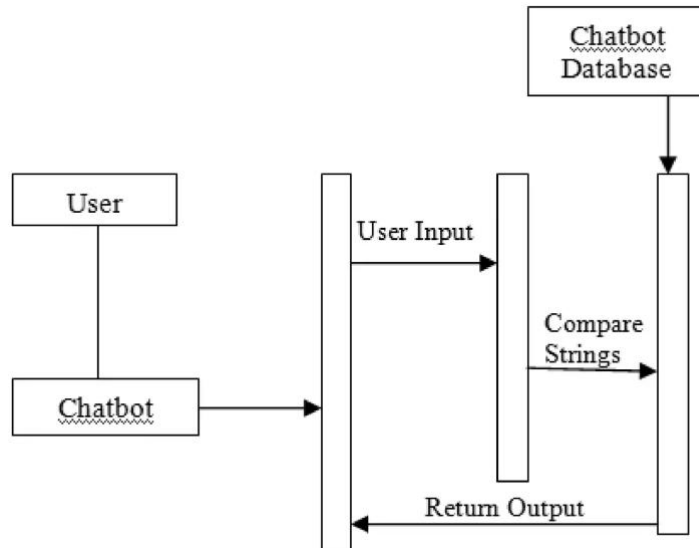 Chatbot
Database
User
User Input
Compare
Strings
Chatbot
Return Output